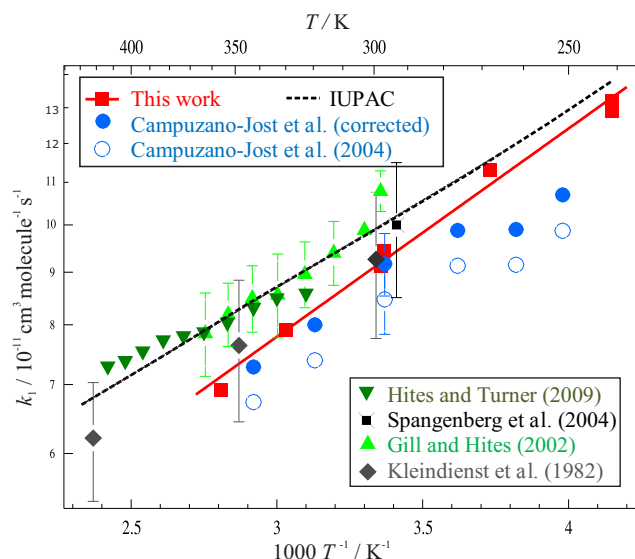 T / K
400 350 300 250
This work IUPAC
Campuzano-Jost et al. (corrected)
Campuzano-Jost et al. (2004)
13
12
11
10
9
8
7
6
k₁ / 10⁻¹¹ cm³ molecule⁻¹ s⁻¹
Hites and Turner (2009)
Spangenberg et al. (2004)
Gill and Hites (2002)
Kleindienst et al. (1982)
2.5 3 3.5 4
1000 T⁻¹ / K⁻¹